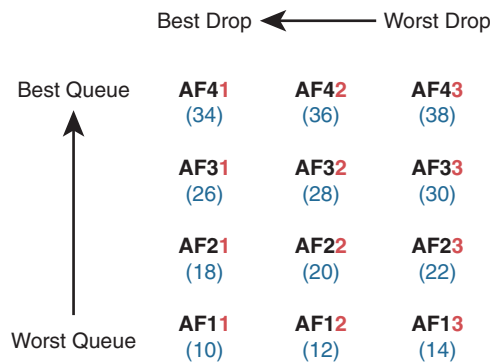 Best Drop Worst Drop
Best Queue AF41 AF42 AF43
(34) (36) (38)
AF31 AF32 AF33
(26) (28) (30)
AF21 AF22 AF23
(18) (20) (22)
Worst Queue AF11 AF12 AF13
(10) (12) (14)